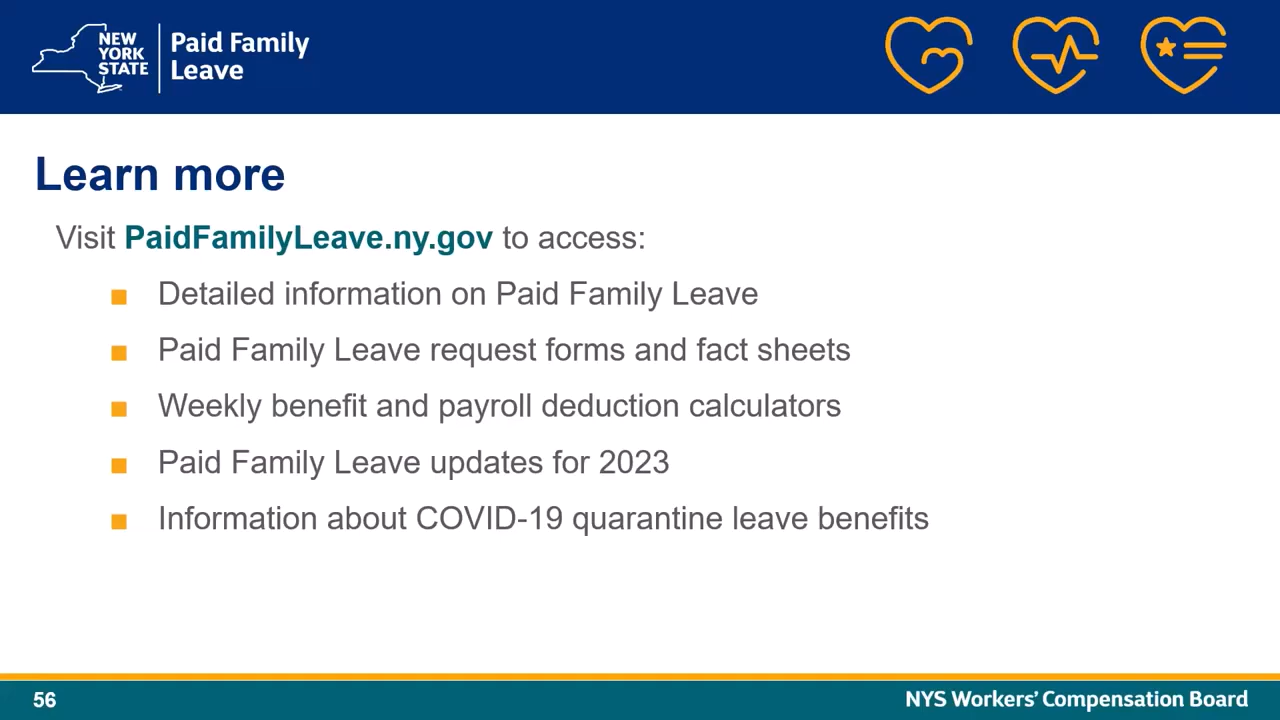 NEW
YORK
STATE
Paid Family
Leave
Learn more
Visit PaidFamilyLeave.ny.gov to access:
Detailed information on Paid Family Leave
Paid Family Leave request forms and fact sheets
Weekly benefit and payroll deduction calculators
Paid Family Leave updates for 2023
Information about COVID-19 quarantine leave benefits
56
NYS Workers’ Compensation Board